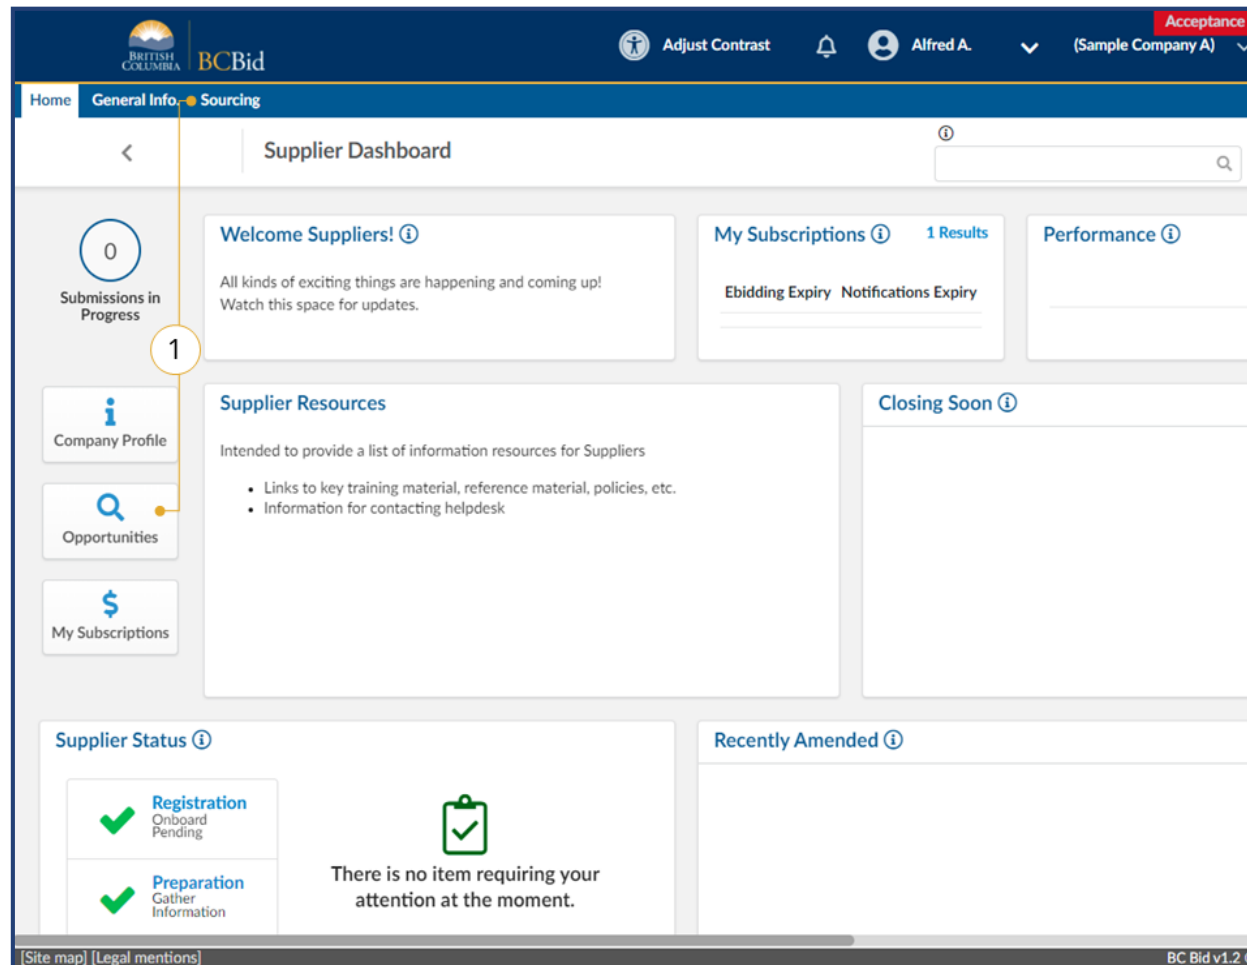 Acceptance
BRITISH
COLUMBIA
BCBid
Adjust Contrast
Alfred A.
(Sample Company A)
Home
General Info.
Sourcing
Supplier Dashboard
0
Submissions in
Progress
Welcome Suppliers!
All kinds of exciting things are happening and coming up!
Watch this space for updates.
My Subscriptions
1 Results
Ebidding Expiry Notifications Expiry
Performance
1
Company Profile
Opportunities
My Subscriptions
Supplier Resources
Intended to provide a list of information resources for Suppliers
• Links to key training material, reference material, policies, etc.
• Information for contacting helpdesk
Closing Soon
Supplier Status
Registration
Onboard
Pending
Preparation
Gather
Information
There is no item requiring your
attention at the moment.
Recently Amended
[Site map] [Legal mentions]
BC Bid v1.2